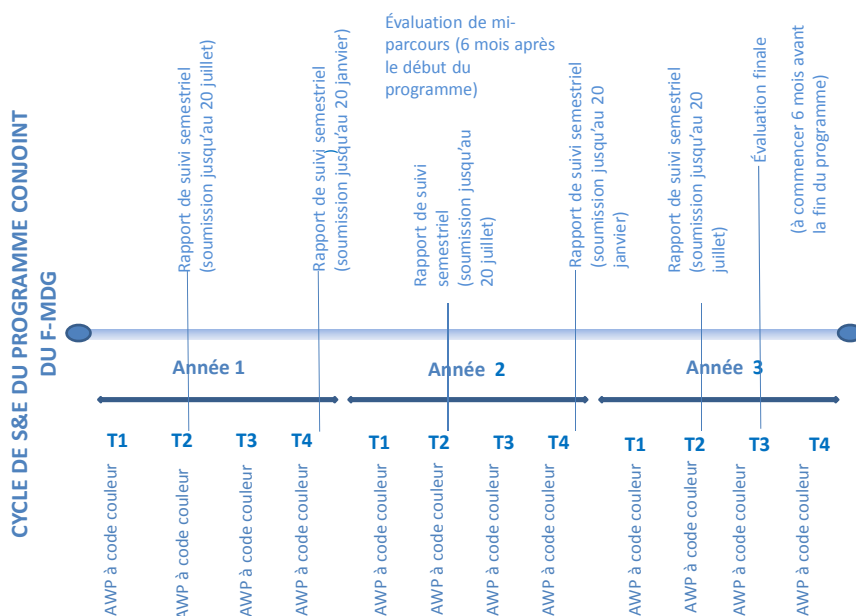 CYCLE DE S&E DU PROGRAMME CONJOINT
DU F-MDG
Rapport de suivi semestriel
(soumission jusqu'au 20 juillet)
Rapport de suivi semestriel
)
(soumission jusqu'au 20 janvier)
Évaluation de mi-
parcours (6 mois après
le début du
programme)
Rapport de suivi
semestriel
(soumission jusqu'au
20 juillet)
Rapport de suivi semestriel
(soumission jusqu'au 20
janvier)
Rapport de suivi semestriel
(soumission jusqu'au 20
juillet)
Évaluation finale
(à commencer 6 mois avant
la fin du programme)
Année 1
Année 2
Année 3
T1
T2
T3
T4
T1
T2
T3
T4
T1
T2
T3
T4
AWP à code couleur
AWP à code couleur
AWP à code couleur
AWP à code couleur
AWP à code couleur
AWP à code couleur
AWP à code couleur
AWP à code couleur
AWP à code couleur
AWP à code couleur
AWP à code couleur
AWP à code couleur